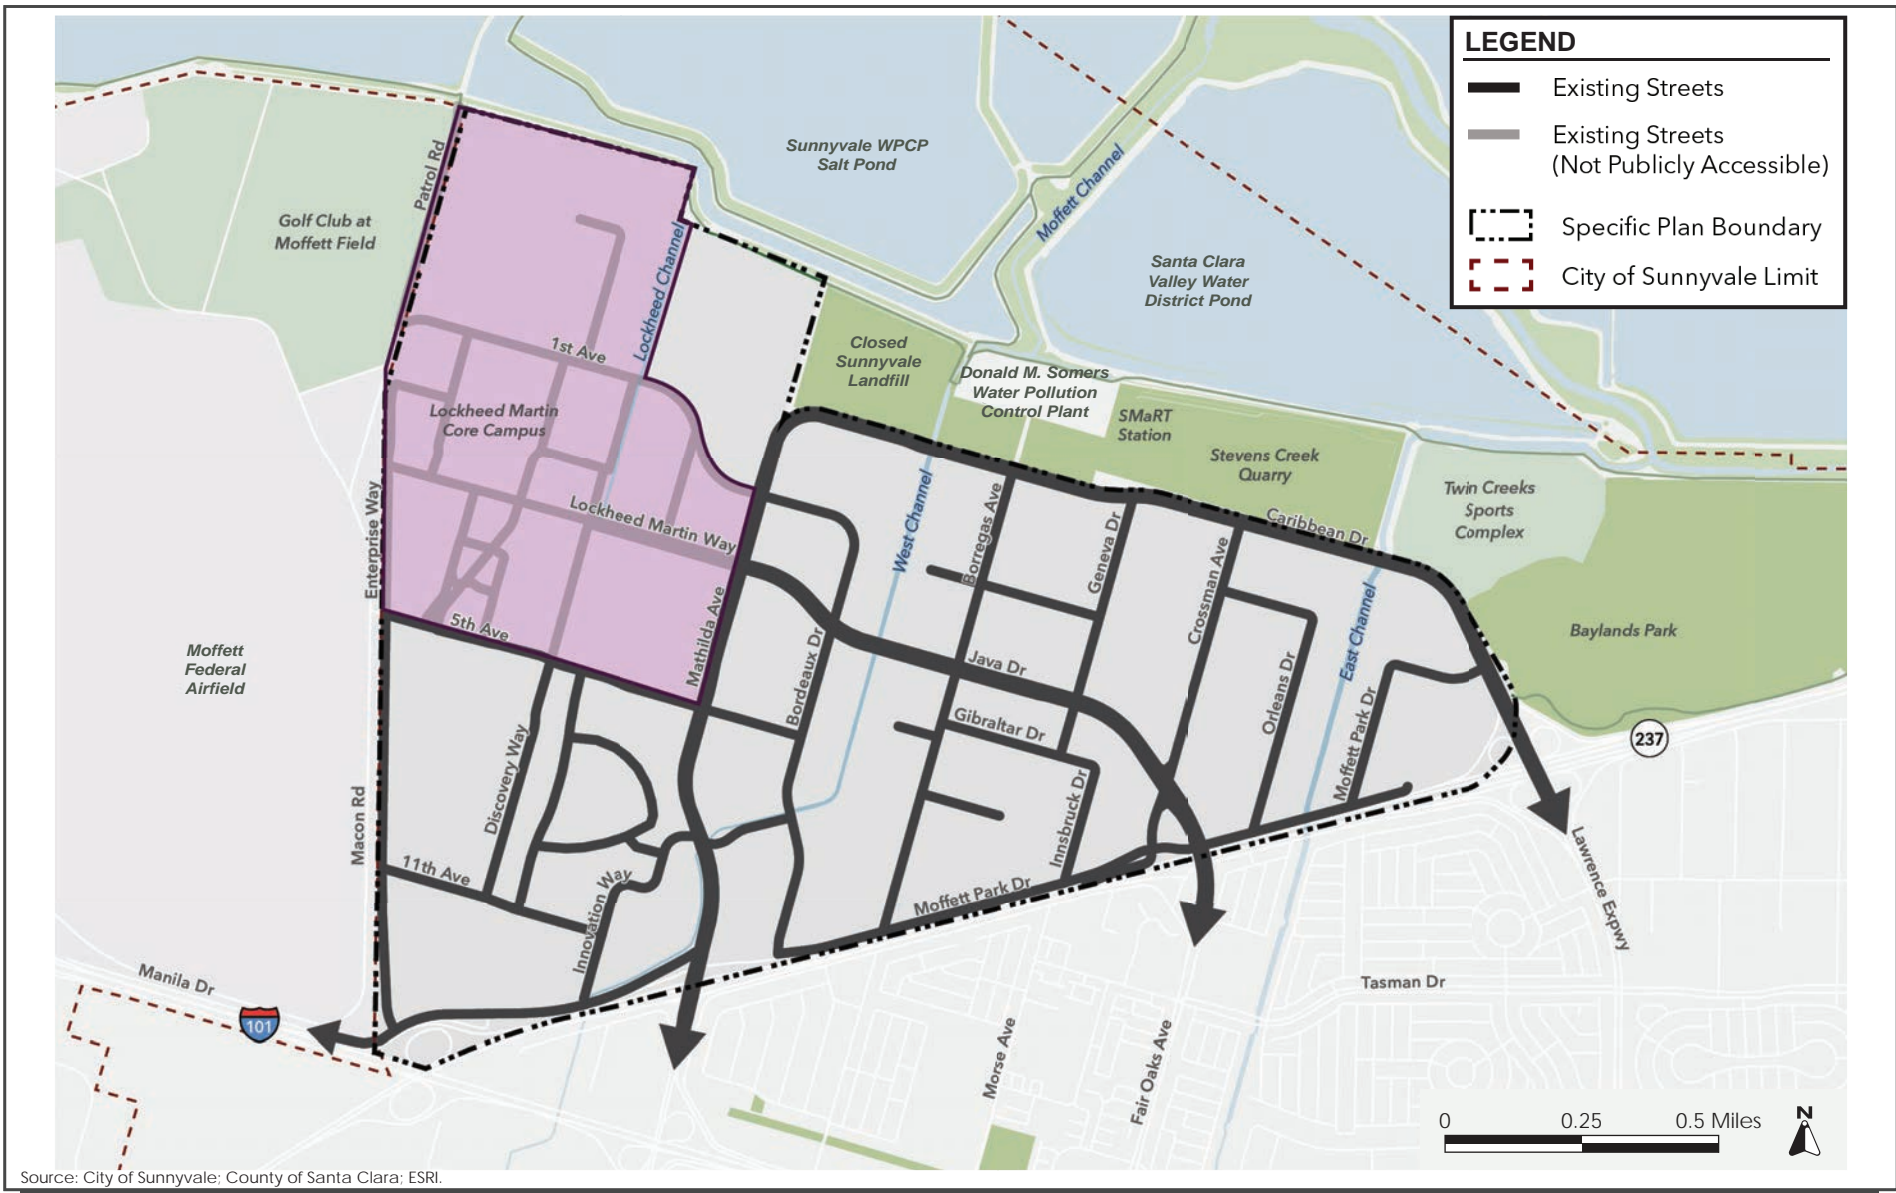 LEGEND
Existing Streets
Existing Streets
(Not Publicly Accessible)
Specific Plan Boundary
City of Sunnyvale Limit
Sunnyvale WPCP
Salt Pond
Moffett Channel
Patrol Rd
Golf Club at
Moffett Field
Lockheed Channel
Santa Clara
Valley Water
District Pond
1st Ave
Closed
Sunnyvale
Landfill
Donald M. Somers
Water Pollution
Control Plant
SMaRT
Station
Lockheed Martin
Core Campus
Stevens Creek
Quarry
Twin Creeks
Sports
Complex
Enterprise Way
Lockheed Martin Way
West Channel
Borregas Ave
Geneva Dr
Caribbean Dr
Crossman Ave
East Channel
5th Ave
Mathilda Ave
Baylands Park
Moffett
Federal
Airfield
Bordeaux Dr
Java Dr
Orleans Dr
Moffett Park Dr
Gibraltar Dr
237
Discovery Way
Innsbruck Dr
Macon Rd
11th Ave
Innovation Way
Moffett Park Dr
Lawrence Expwy
Manila Dr
101
Tasman Dr
Morse Ave
Fair Oaks Ave
0 0.25 0.5 Miles
N
Source: City of Sunnyvale; County of Santa Clara; ESRI.